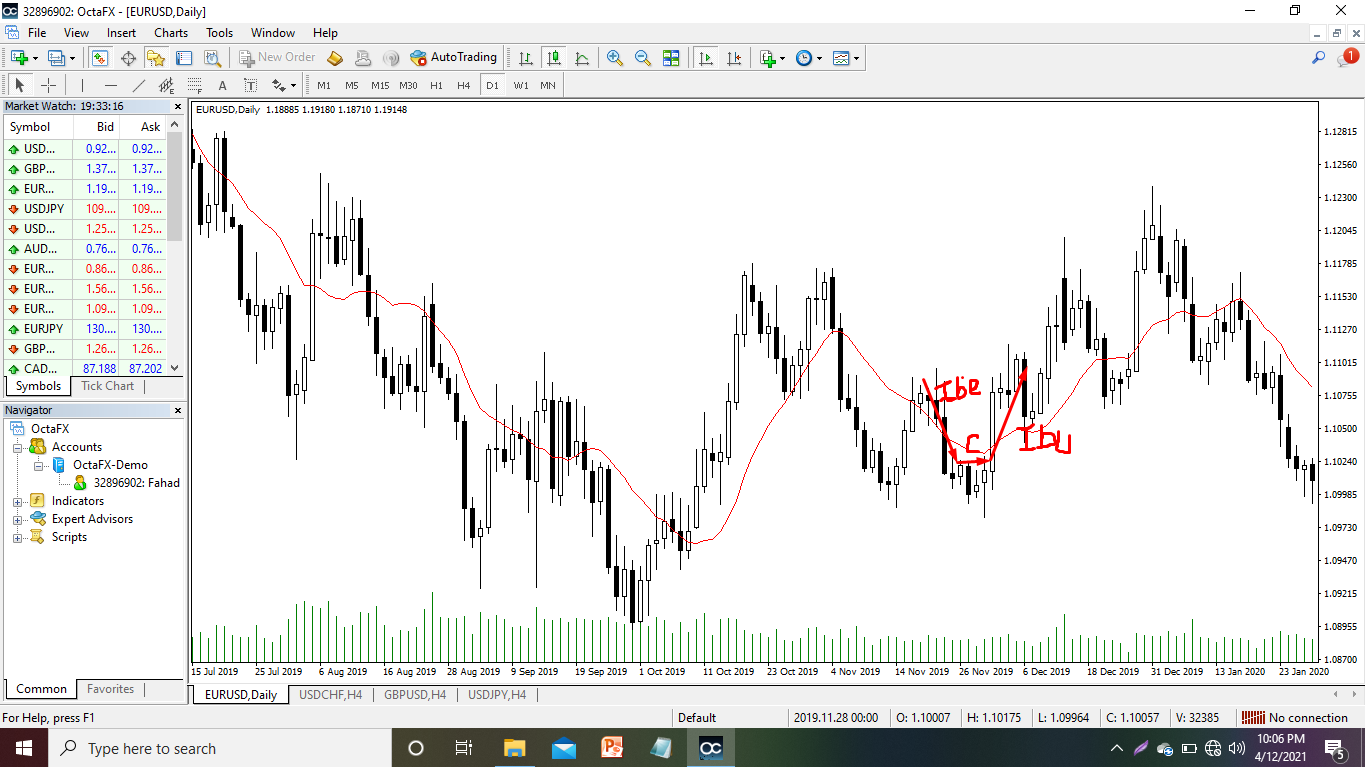 32896902: OctaFX - [EURUSD,Daily]
File View Insert Charts Tools Window Help
New Order AutoTrading 1
A T M1 M5 M15 M30 H1 H4 D1 W1 MN
Market Watch: 19:33:16
Symbol Bid Ask
USD... 0.92... 0.92...
GBP... 1.37... 1.37...
EUR... 1.19... 1.19...
USDJPY 109.... 109....
USD... 1.25... 1.25...
AUD... 0.76... 0.76...
EUR... 0.86... 0.86...
EUR... 1.56... 1.56...
EUR... 1.09... 1.09...
EURJPY 130.... 130....
GBP... 1.26... 1.26...
CAD... 87.188 87.202
Symbols Tick Chart
Navigator
OctaFX
Accounts
OctaFX-Demo
32896902: Fahad
Indicators
Expert Advisors
Scripts
Common Favorites
EURUSD,Daily 1.18885 1.19180 1.18710 1.19148
1.12815
1.12560
1.12300
1.12045
1.11785
1.11530
1.11270
1.11015
1.10755
1.10500
1.10240
1.09985
1.09730
1.09470
1.09215
1.08955
1.08700
Ibe
c
Ibu
15 Jul 2019 25 Jul 2019 6 Aug 2019 16 Aug 2019 28 Aug 2019 9 Sep 2019 19 Sep 2019 1 Oct 2019 11 Oct 2019 23 Oct 2019 4 Nov 2019 14 Nov 2019 26 Nov 2019 6 Dec 2019 18 Dec 2019 31 Dec 2019 13 Jan 2020 23 Jan 2020
EURUSD,Daily USDCHF,H4 GBPUSD,H4 USDJPY,H4
For Help, press F1 Default 2019.11.28 00:00 O: 1.10007 H: 1.10175 L: 1.09964 C: 1.10057 V: 32385 No connection
Type here to search
10:06 PM
4/12/2021
5